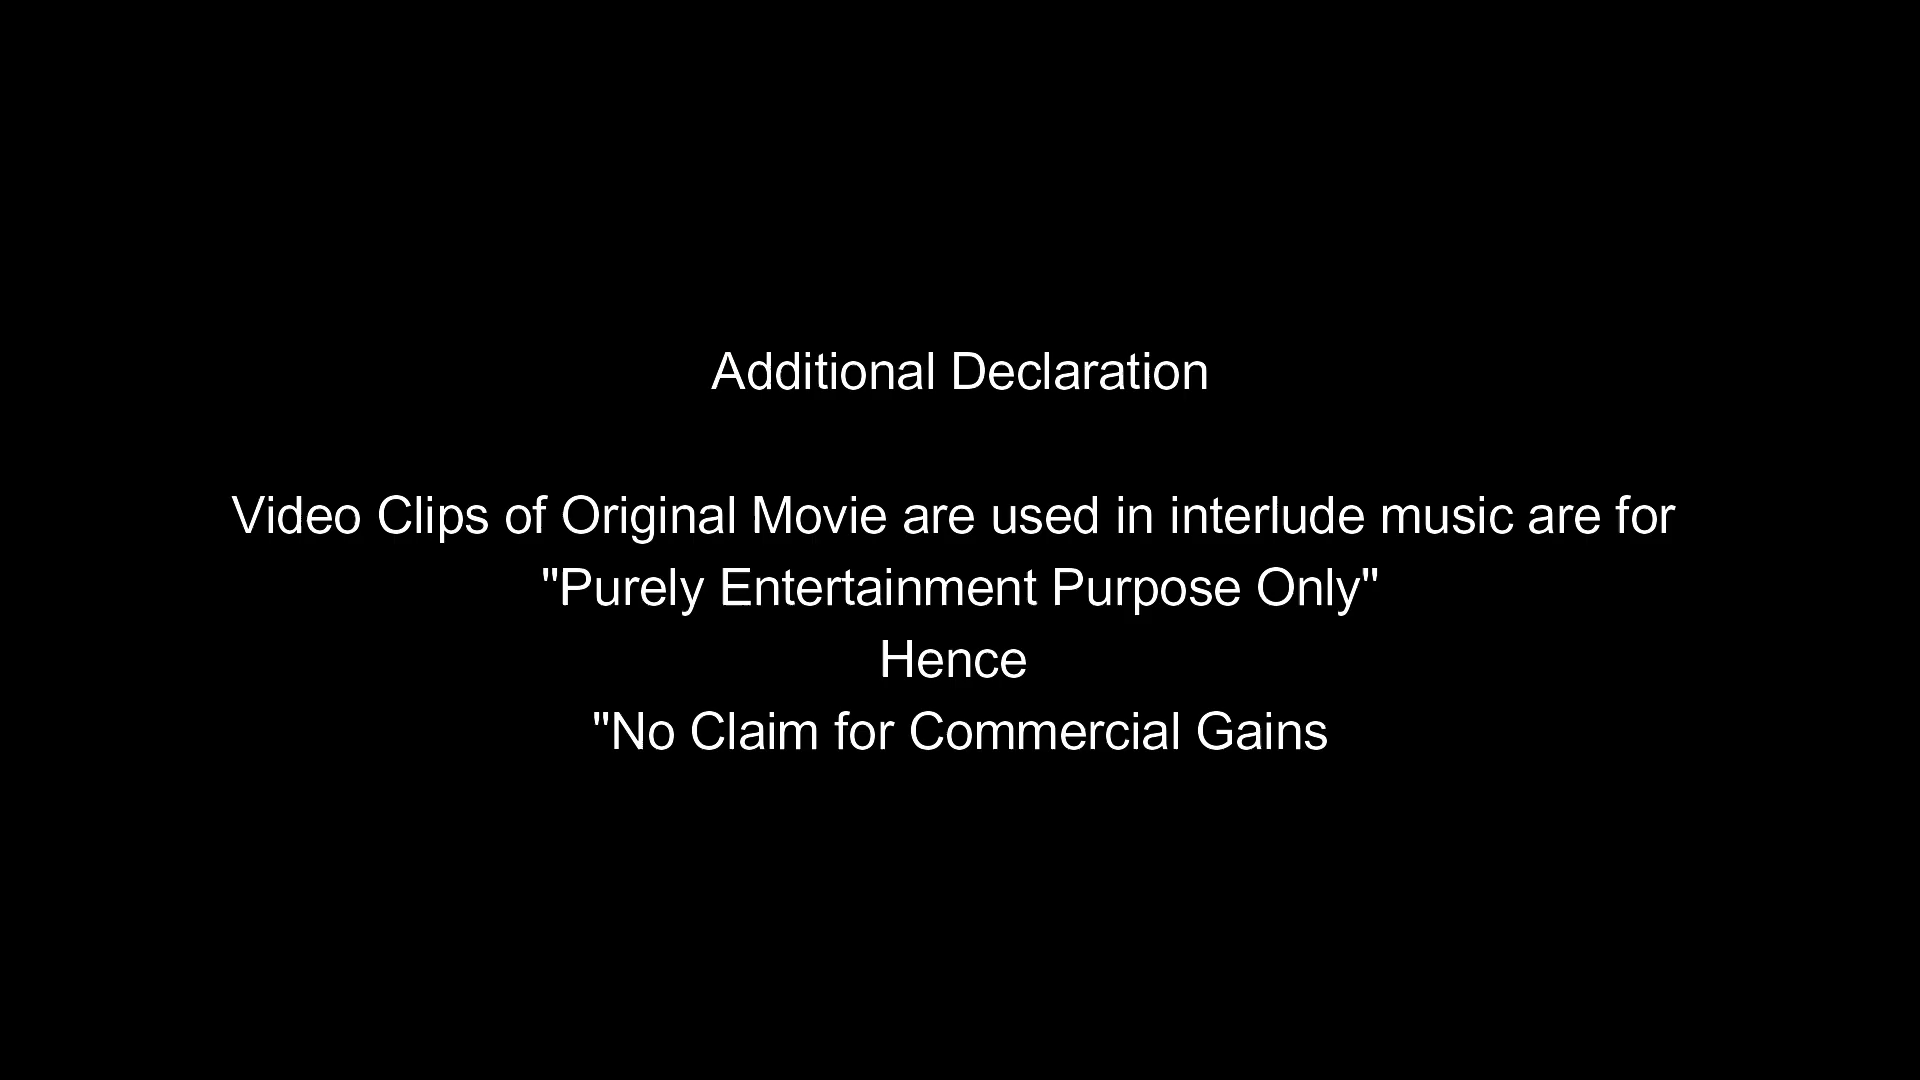 Additional Declaration
Video Clips of Original Movie are used in interlude music are for
"Purely Entertainment Purpose Only"
Hence
"No Claim for Commercial Gains